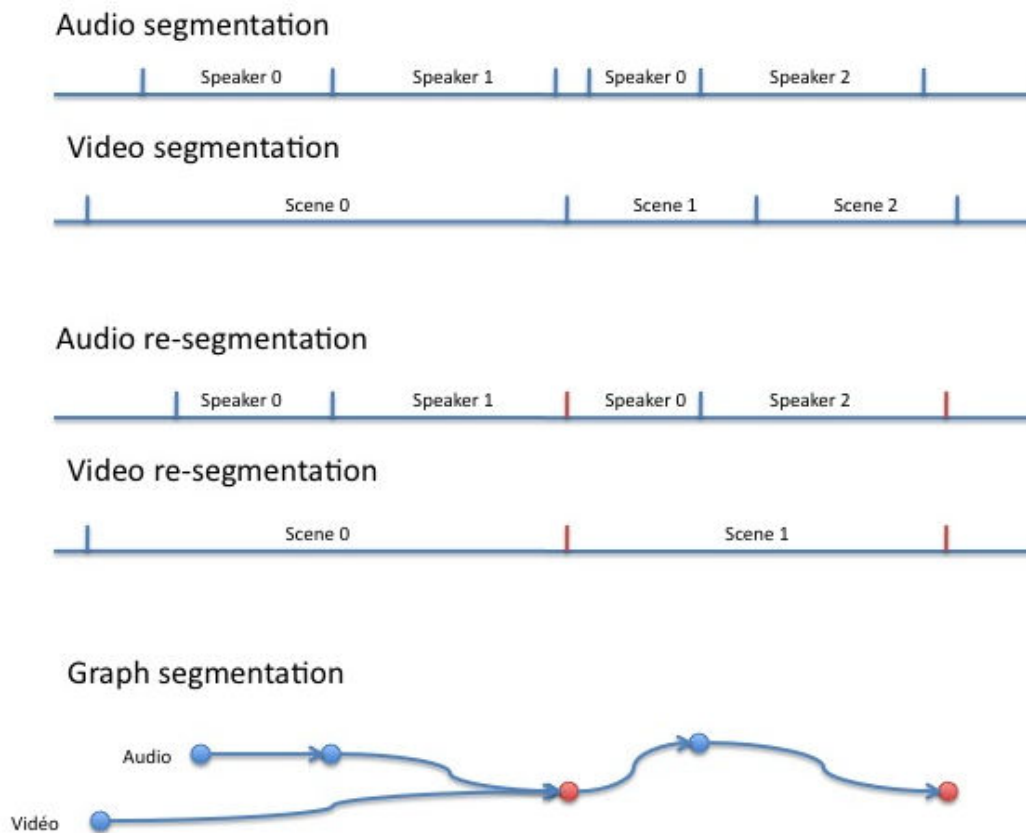 Audio segmentation
Speaker 0 Speaker 1 Speaker 0 Speaker 2
Video segmentation
Scene 0 Scene 1 Scene 2
Audio re-segmentation
Speaker 0 Speaker 1 Speaker 0 Speaker 2
Video re-segmentation
Scene 0 Scene 1
Graph segmentation
Audio
Vidéo